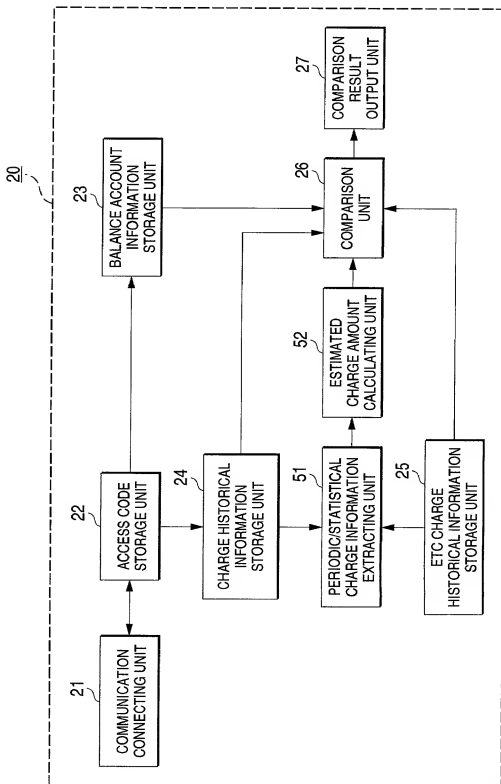 20
21
COMMUNICATION
CONNECTING UNIT
22
ACCESS CODE
STORAGE UNIT
23
BALANCE ACCOUNT
INFORMATION
STORAGE UNIT
24
CHARGE HISTORICAL
INFORMATION
STORAGE UNIT
51
PERIODIC/STATISTICAL
CHARGE INFORMATION
EXTRACTING UNIT
25
ETC CHARGE
HISTORICAL INFORMATION
STORAGE UNIT
52
ESTIMATED
CHARGE AMOUNT
CALCULATING UNIT
26
COMPARISON
UNIT
27
COMPARISON
RESULT
OUTPUT UNIT